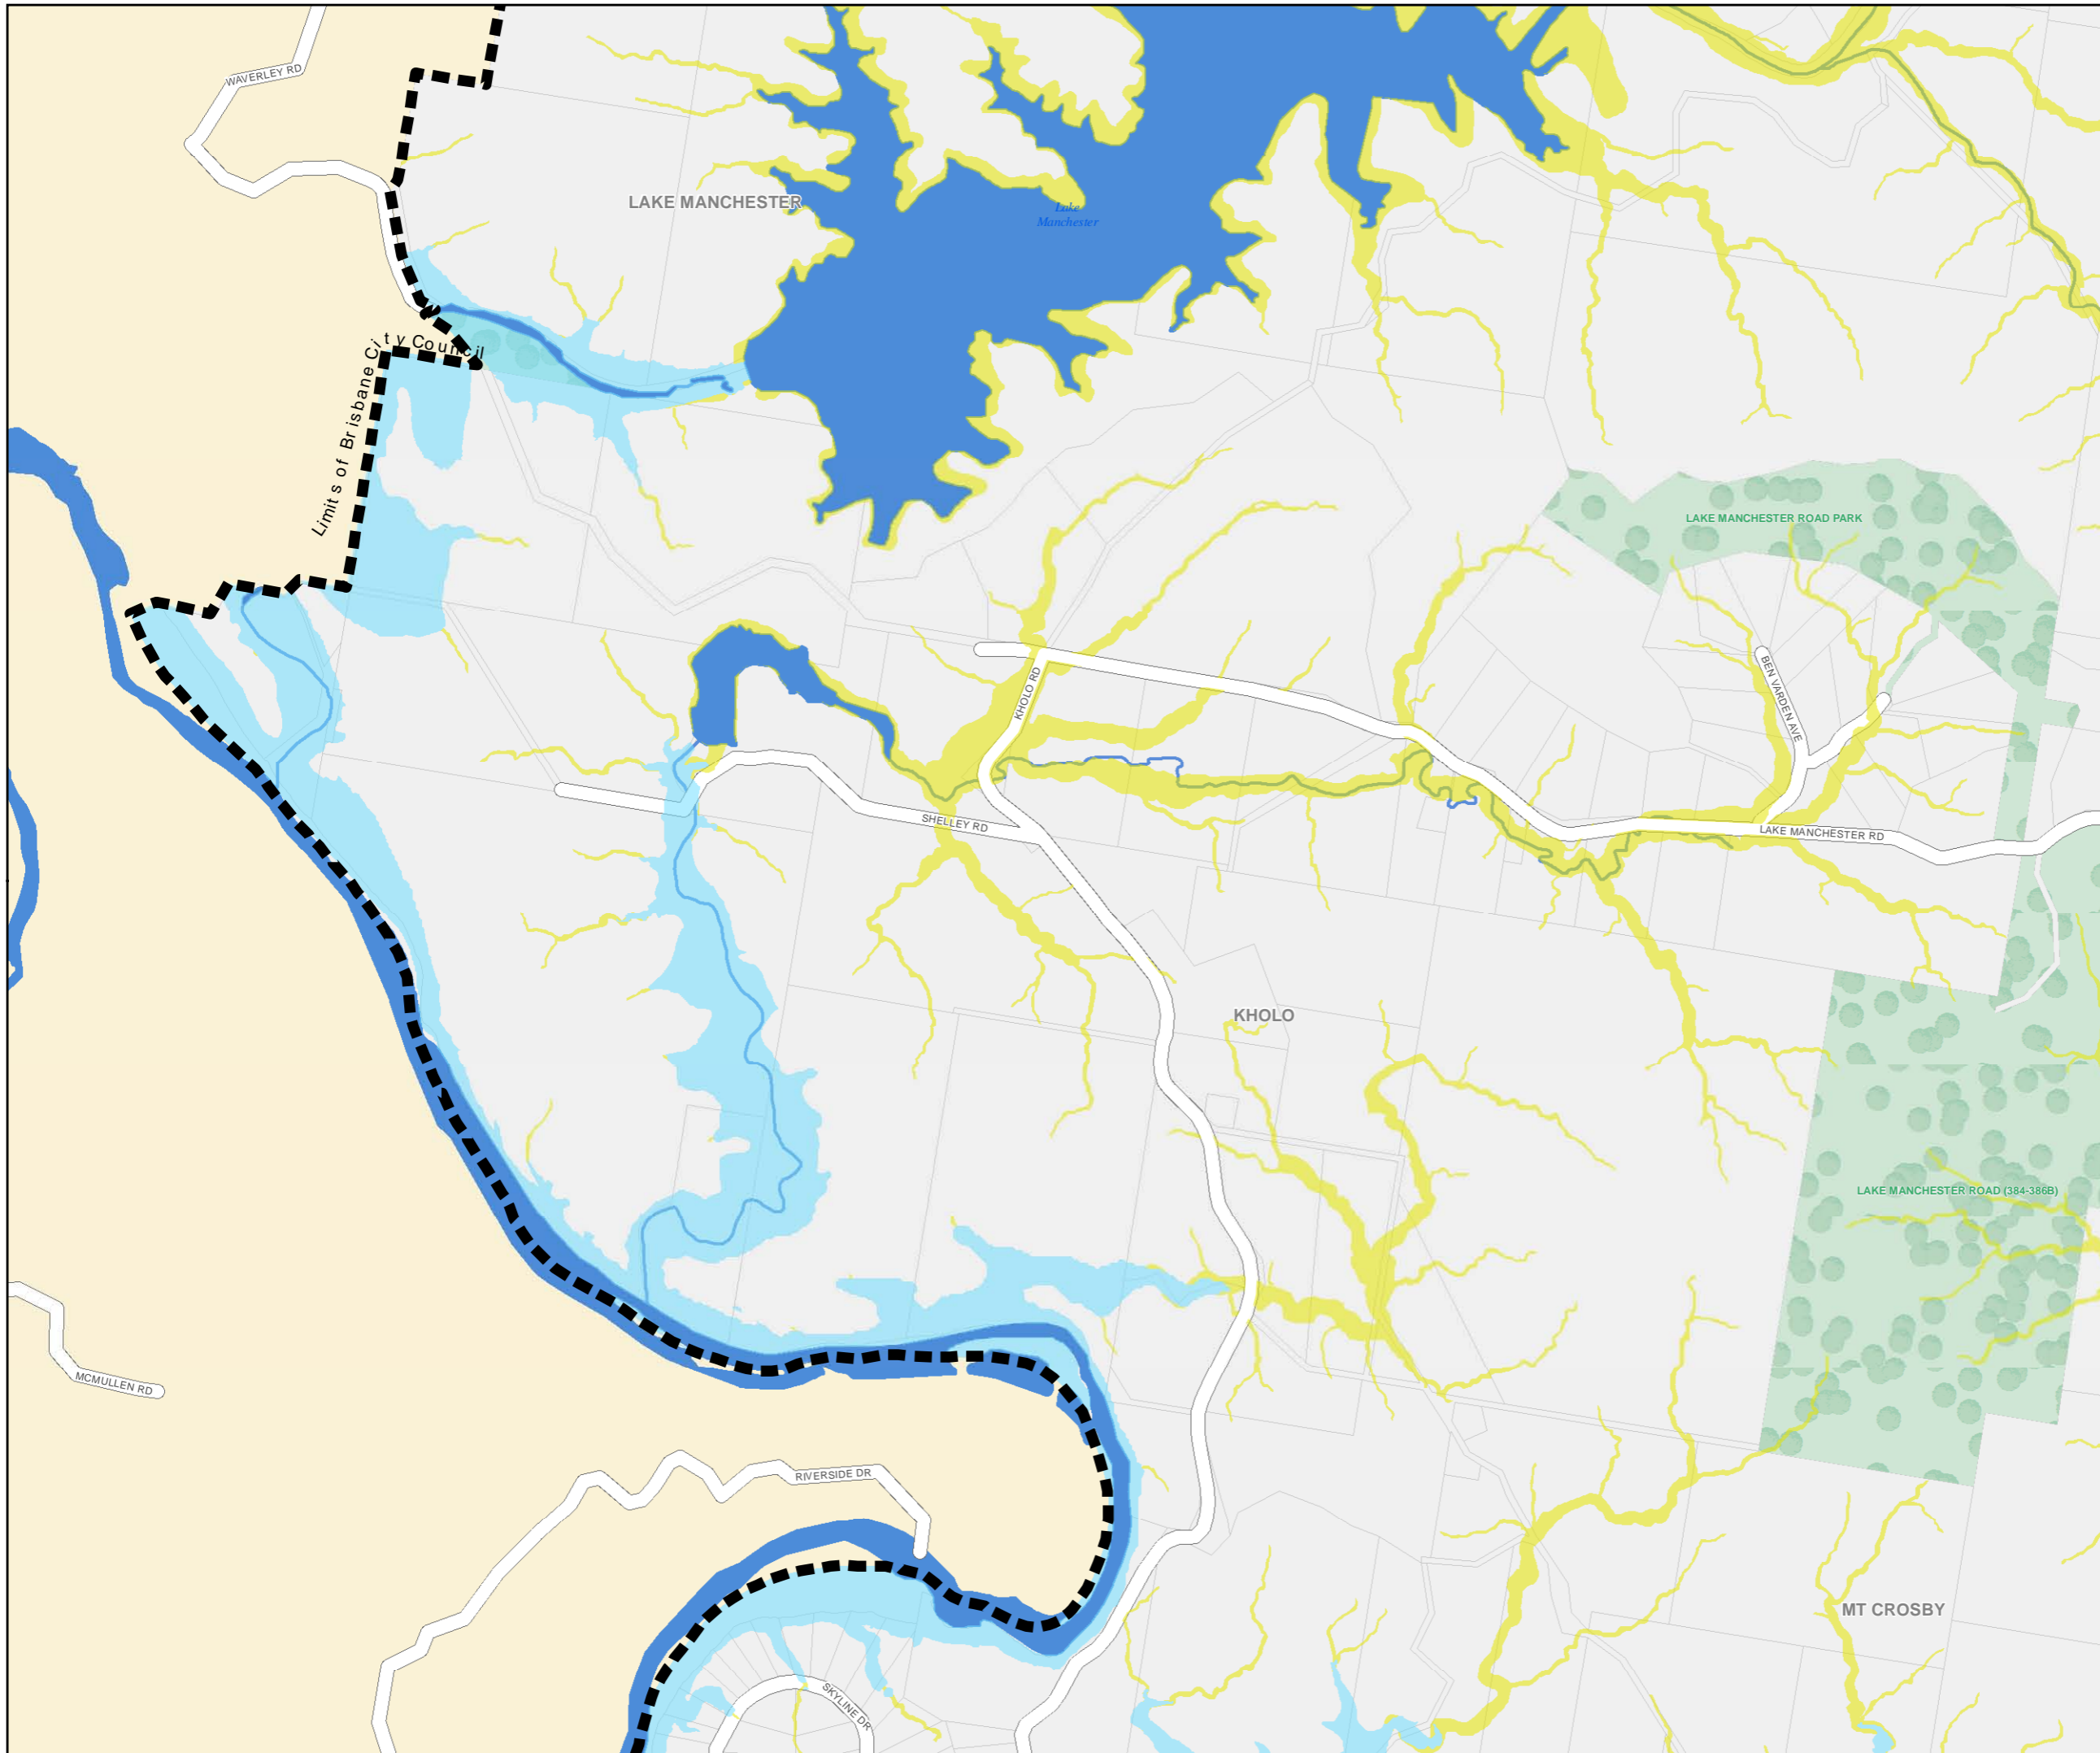 WAVERLEY RD
LAKE MANCHESTER
Lake
Manchester
Limits of Brisbane City Council
LAKE MANCHESTER ROAD PARK
KHOLO RD
BEN VARDEN AVE
SHELLEY RD
LAKE MANCHESTER RD
KHOLO
LAKE MANCHESTER ROAD (384-386B)
MCMULLEN RD
RIVERSIDE DR
MT CROSBY
SKYLINE DR